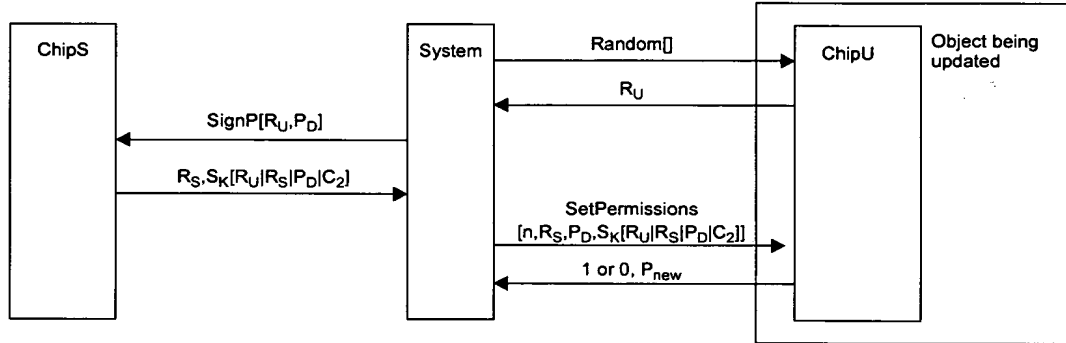 ChipS
System
ChipU
Object being
updated
Random[]
R_U
SignP[R_U,P_D]
R_S,S_K[R_U|R_S|P_D|C_2]
SetPermissions
[n,R_S,P_D,S_K[R_U|R_S|P_D|C_2]]
1 or 0, P_new